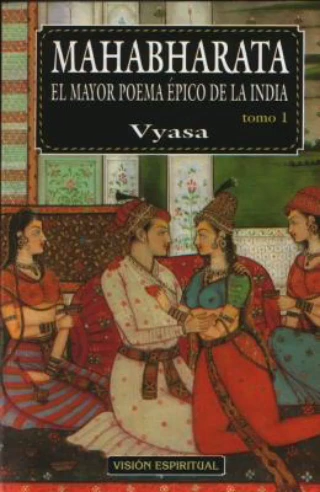 MAHABHARATA
EL MAYOR POEMA ÉPICO DE LA INDIA
tomo 1
Vyasa
VISIÓN ESPIRITUAL